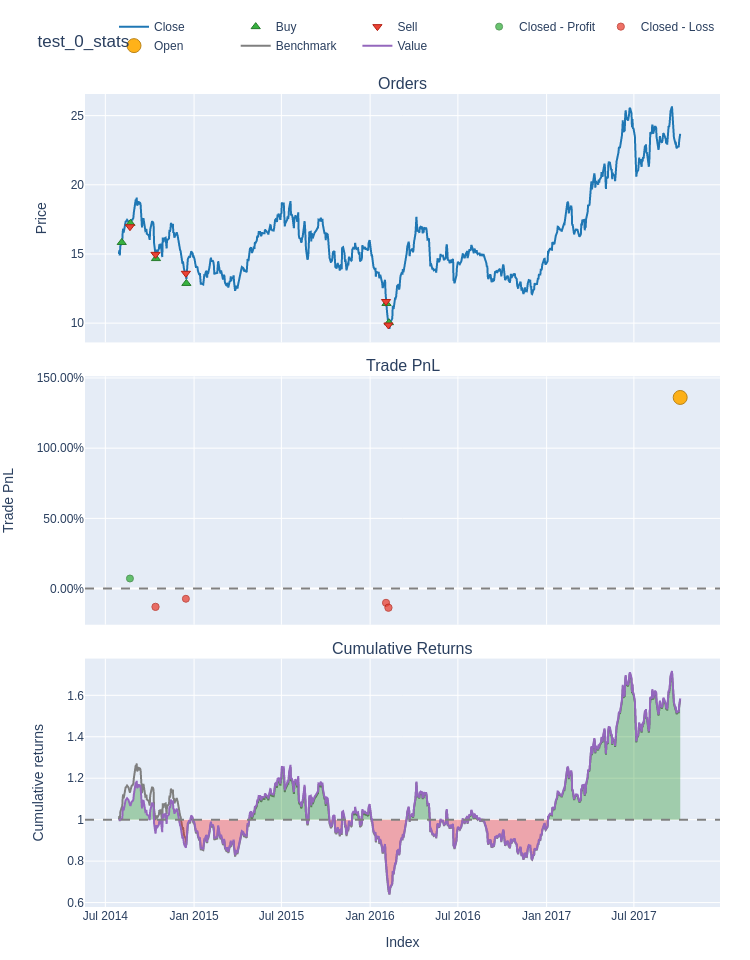 test_0_stats
Close
Buy
Sell
Closed - Profit
Closed - Loss
Open
Benchmark
Value
Orders
25
20
15
10
Price
Trade PnL
150.00%
100.00%
50.00%
0.00%
Trade PnL
Cumulative Returns
1.6
1.4
1.2
1
0.8
0.6
Cumulative returns
Jul 2014 Jan 2015 Jul 2015 Jan 2016 Jul 2016 Jan 2017 Jul 2017
Index